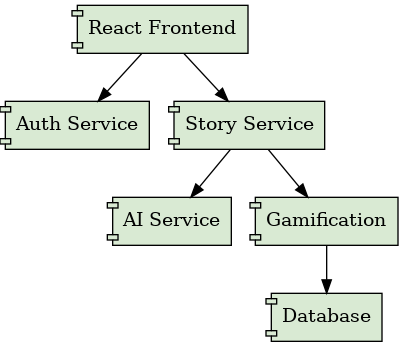 React Frontend
Auth Service
Story Service
AI Service
Gamification
Database